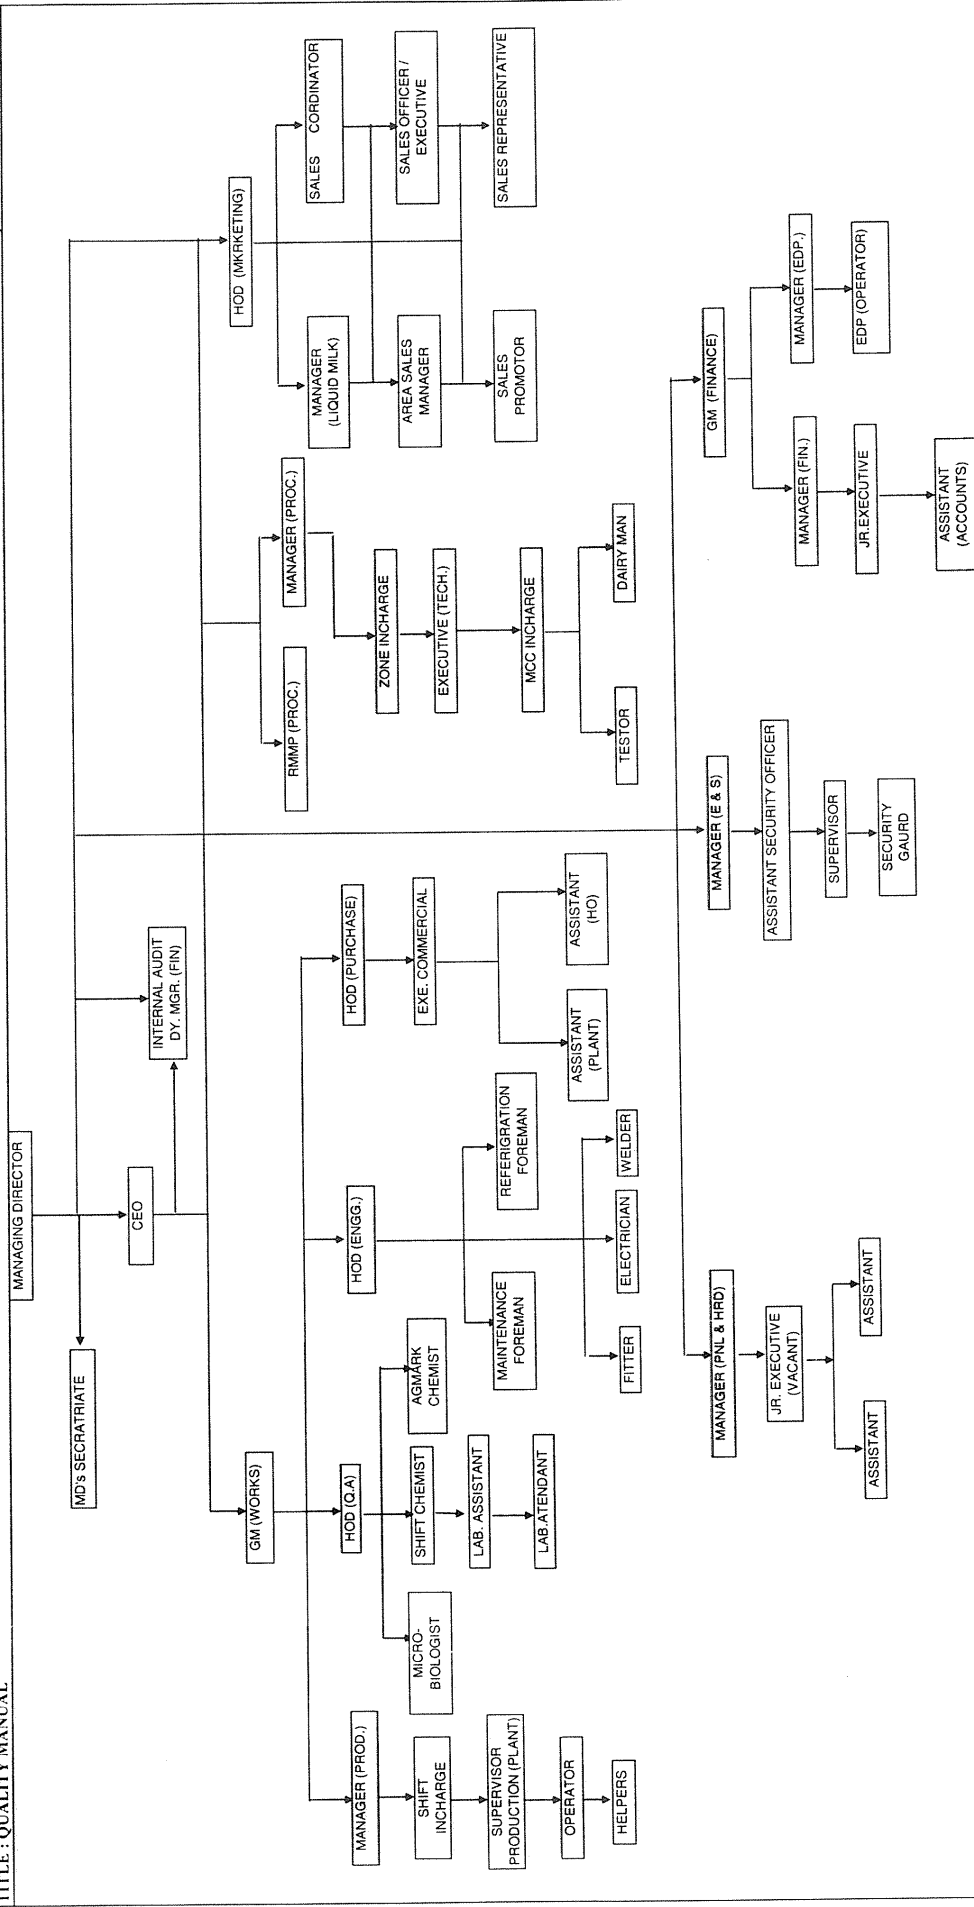 TITLE : QUALITY MANUAL
MANAGING DIRECTOR
MD's SECRATRIATE
CEO
INTERNAL AUDIT
DY. MGR. (FIN)
GM (WORKS)
HOD (MKRKETING)
MANAGER (PROD.)
HOD (Q.A)
HOD (ENGG.)
HOD (PURCHASE)
RMMP (PROC.)
MANAGER (PROC.)
MANAGER
(LIQUID MILK)
SALES CORDINATOR
SHIFT
INCHARGE
MICRO-
BIOLOGIST
SHIFT CHEMIST
AGMARK
CHEMIST
EXE. COMMERCIAL
ZONE INCHARGE
AREA SALES
MANAGER
SALES OFFICER /
EXECUTIVE
SUPERVISOR
PRODUCTION (PLANT)
LAB. ASSISTANT
MAINTENANCE
FOREMAN
REFERIGRATION
FOREMAN
EXECUTIVE (TECH.)
SALES
PROMOTOR
SALES REPRESENTATIVE
OPERATOR
LAB.ATENDANT
ASSISTANT
(PLANT)
ASSISTANT
(HO)
MCC INCHARGE
HELPERS
FITTER
ELECTRICIAN
WELDER
TESTOR
DAIRY MAN
MANAGER (PNL & HRD)
MANAGER (E & S)
GM (FINANCE)
JR. EXECUTIVE
(VACANT)
ASSISTANT SECURITY OFFICER
MANAGER (FIN.)
MANAGER (EDP.)
ASSISTANT
ASSISTANT
SUPERVISOR
JR.EXECUTIVE
EDP (OPERATOR)
SECURITY
GAURD
ASSISTANT
(ACCOUNTS)